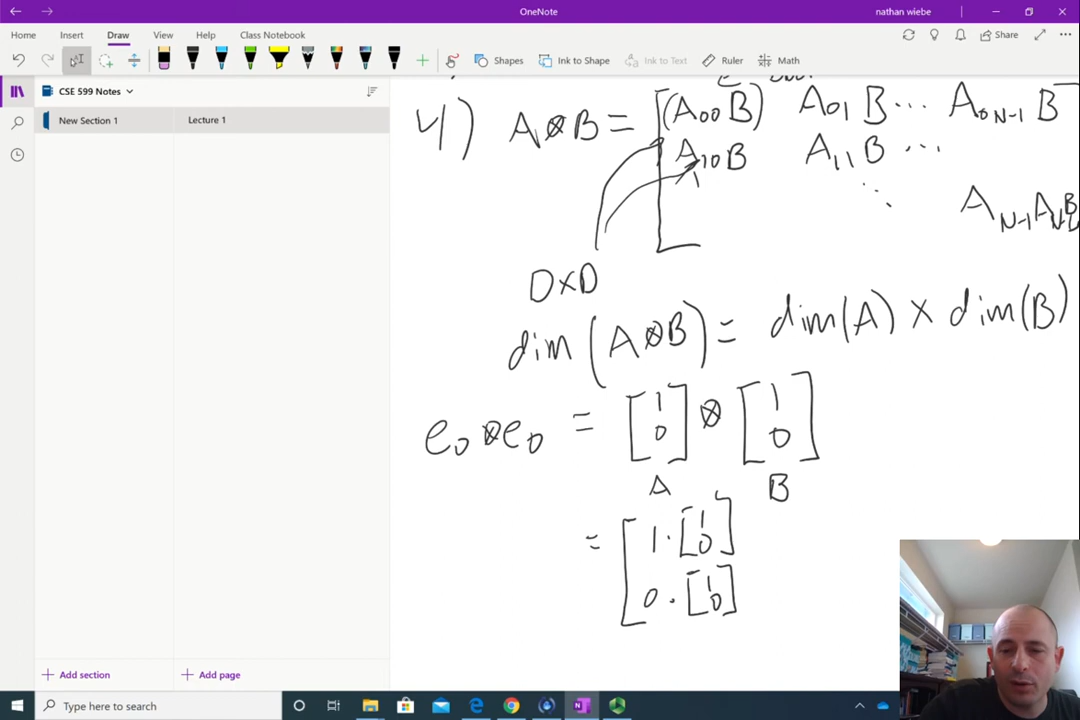 OneNote
nathan wiebe
Home Insert Draw View Help Class Notebook
Share
Shapes Ink to Shape Ink to Text Ruler Math
CSE 599 Notes
New Section 1 Lecture 1
4) A⊗B = [(A₀₀B) A₀₁B ... A₀N-1B
A₁₀B A₁₁B ...
⋱
D×D
dim(A⊗B) = dim(A) × dim(B)
e₀⊗e₀ = [1 0] ⊗ [1 0]
A B
= [1·[1 0]
0·[1 0]
Add section Add page
Type here to search